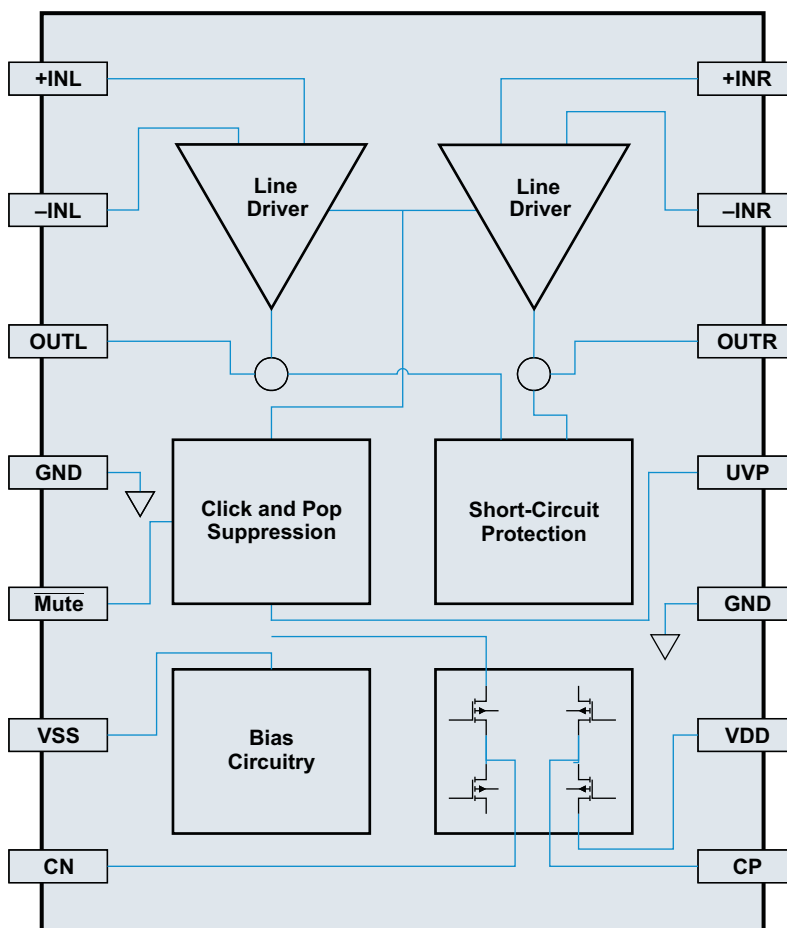 +INL
+INR
Line
Driver
Line
Driver
–INL
–INR
OUTL
OUTR
GND
UVP
Click and Pop
Suppression
Short-Circuit
Protection
Mute
GND
VSS
Bias
Circuitry
VDD
CN
CP